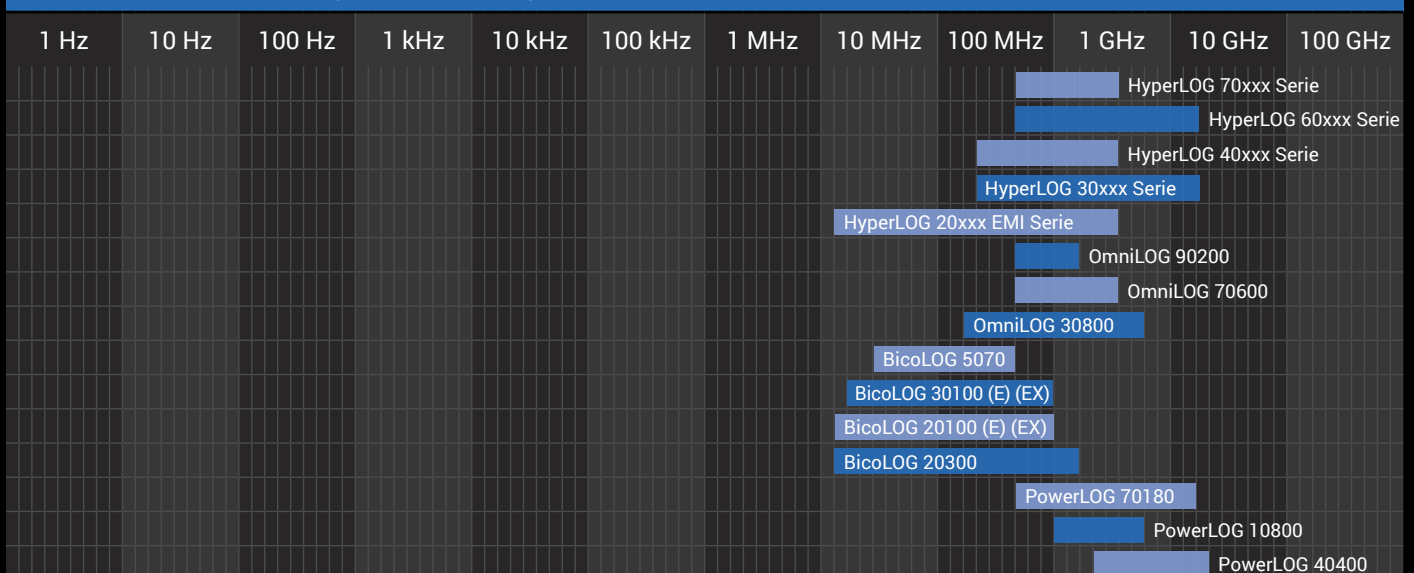 1 Hz 10 Hz 100 Hz 1 kHz 10 kHz 100 kHz 1 MHz 10 MHz 100 MHz 1 GHz 10 GHz 100 GHz
HyperLOG 70xxx Serie
HyperLOG 60xxx Serie
HyperLOG 40xxx Serie
HyperLOG 30xxx Serie
HyperLOG 20xxx EMI Serie
OmniLOG 90200
OmniLOG 70600
OmniLOG 30800
BicoLOG 5070
BicoLOG 30100 (E) (EX)
BicoLOG 20100 (E) (EX)
BicoLOG 20300
PowerLOG 70180
PowerLOG 10800
PowerLOG 40400